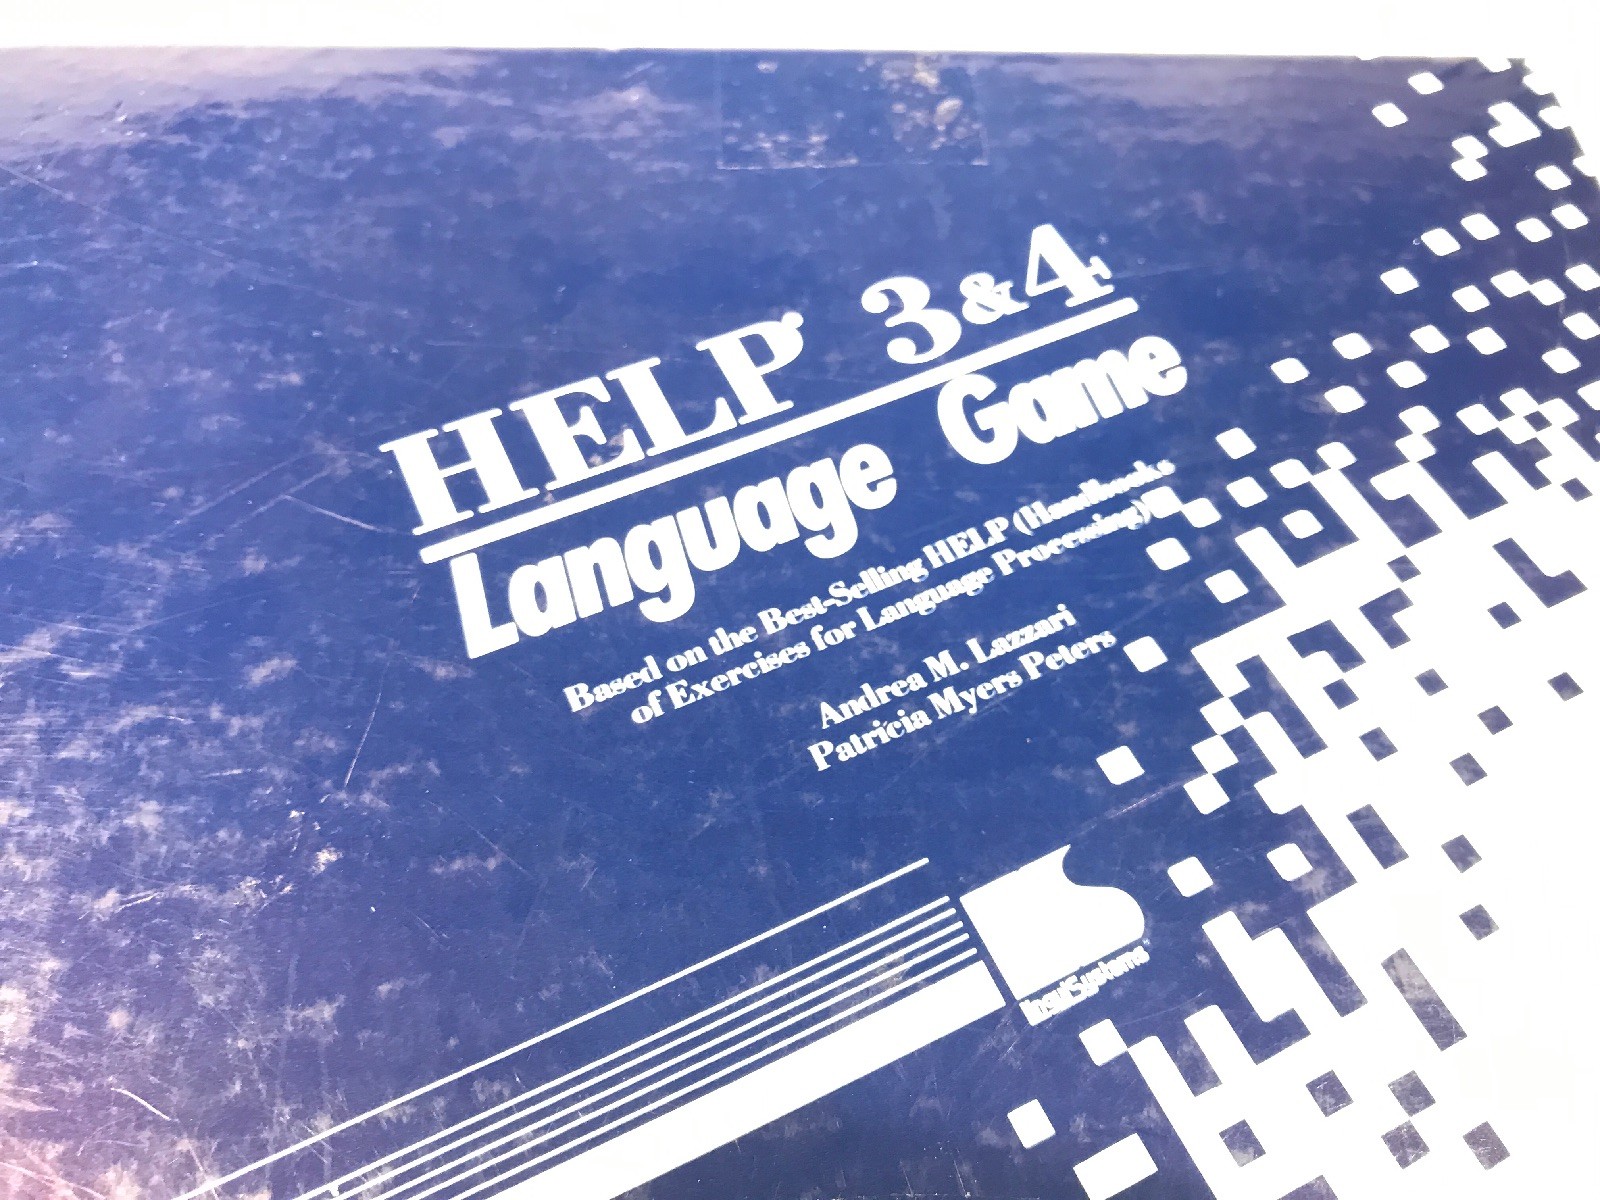 HELP® 3&4
Language Game
Based on the Best-Selling HELP (Handbooks
of Exercises for Language Processing)
Andrea M. Lazzari
Patricia Myers Peters
LinguiSystems